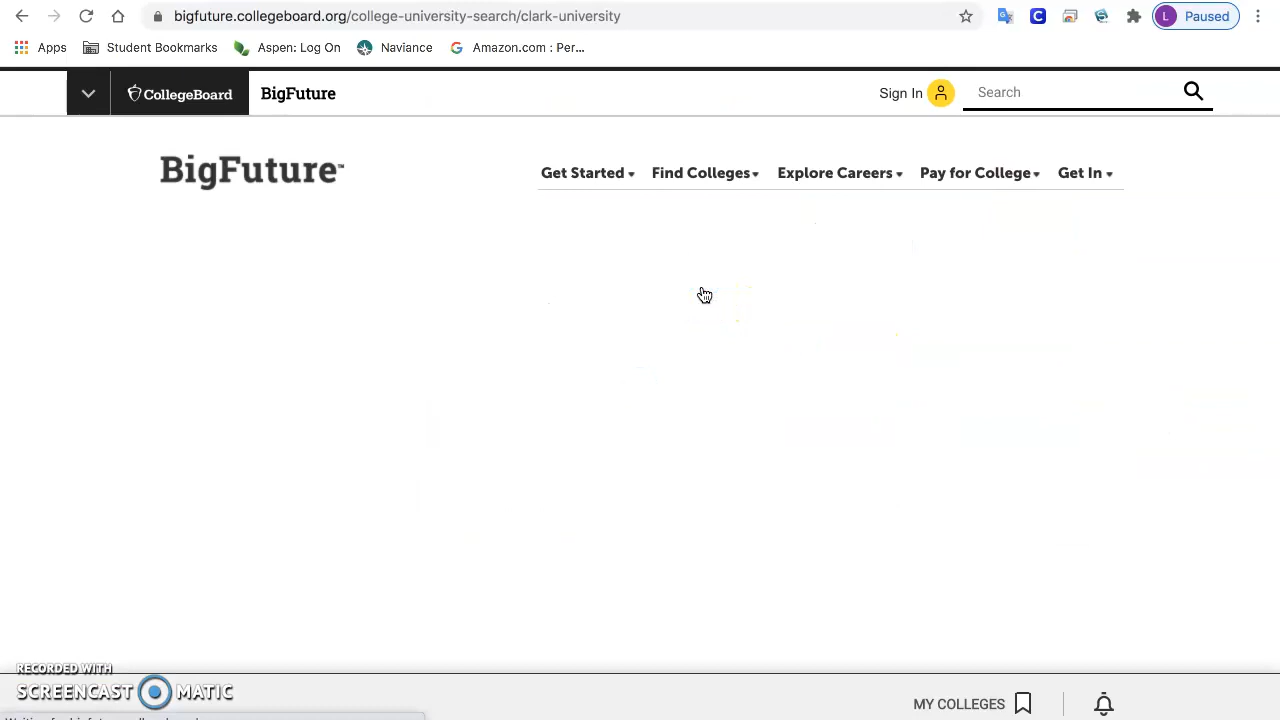 bigfuture.collegeboard.org/college-university-search/clark-university
L Paused
Apps Student Bookmarks Aspen: Log On Naviance Amazon.com : Per...
CollegeBoard BigFuture Sign In Search
BigFuture™
Get Started Find Colleges Explore Careers Pay for College Get In
RECORDED WITH
SCREENCAST MATIC
MY COLLEGES